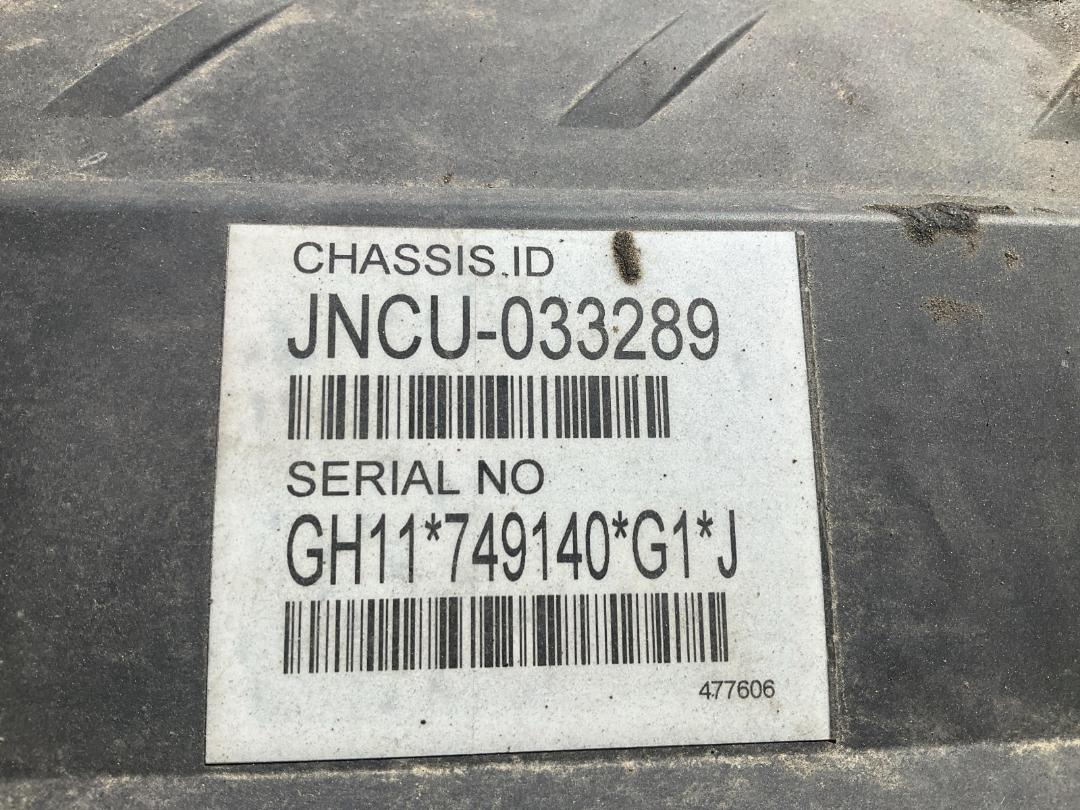 CHASSIS ID
JNCU-033289
SERIAL NO
GH11*749140*G1*J
477606